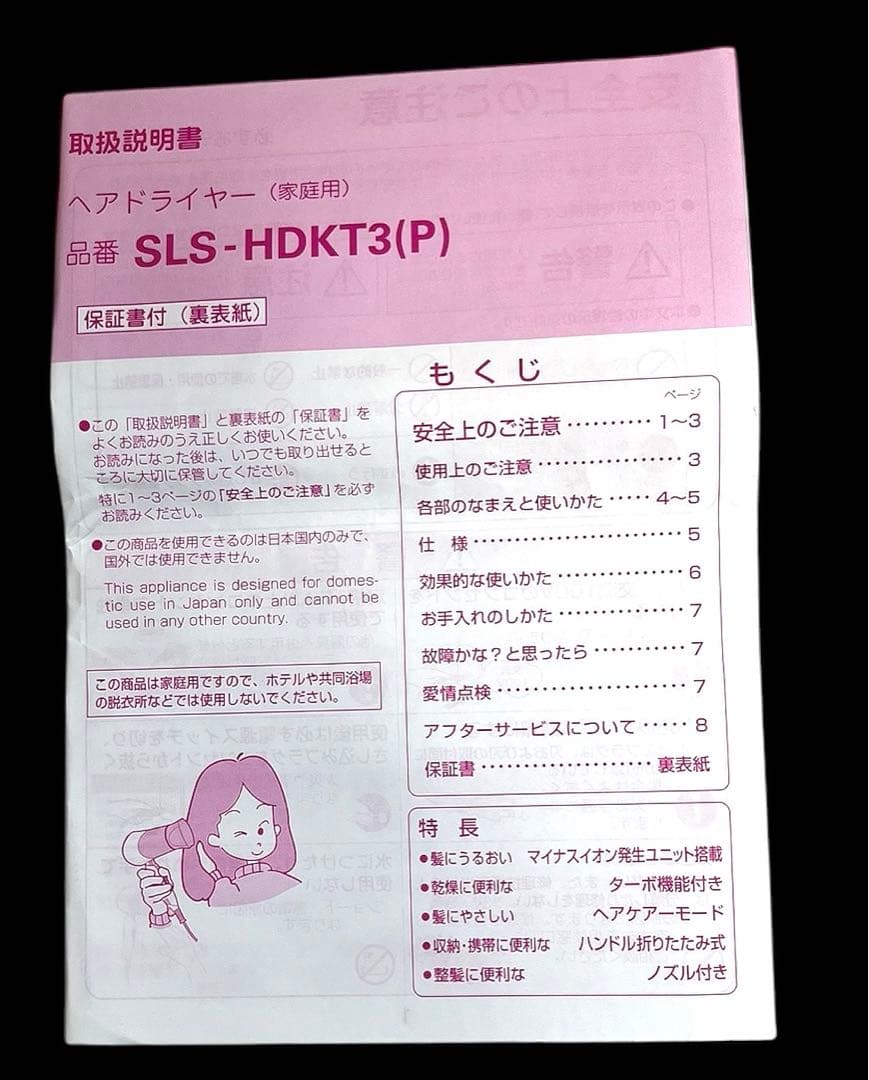 取扱説明書
ヘアドライヤー（家庭用）
品番 SLS-HDKT3(P)
保証書付（裏表紙）
●この「取扱説明書」と裏表紙の「保証書」を
よくお読みのうえ正しくお使いください。
お読みになった後は、いつでも取り出せると
ころに大切に保管してください。
特に1〜3ページの「安全上のご注意」を必ず
お読みください。
●この商品を使用できるのは日本国内のみで、
国外では使用できません。
This appliance is designed for domes-
tic use in Japan only and cannot be
used in any other country.
この商品は家庭用ですので、ホテルや共同浴場
の脱衣所などでは使用しないでください。
もくじ
ページ
安全上のご注意 ·········· 1〜3
使用上のご注意 ················ 3
各部のなまえと使いかた ····· 4〜5
仕 様 ·························· 5
効果的な使いかた ·············· 6
お手入れのしかた ·············· 7
故障かな？と思ったら ··········· 7
愛情点検 ······················ 7
アフターサービスについて ····· 8
保証書 ···················· 裏表紙
特 長
●髪にうるおい マイナスイオン発生ユニット搭載
●乾燥に便利な ターボ機能付き
●髪にやさしい ヘアケアーモード
●収納・携帯に便利な ハンドル折りたたみ式
●整髪に便利な ノズル付き